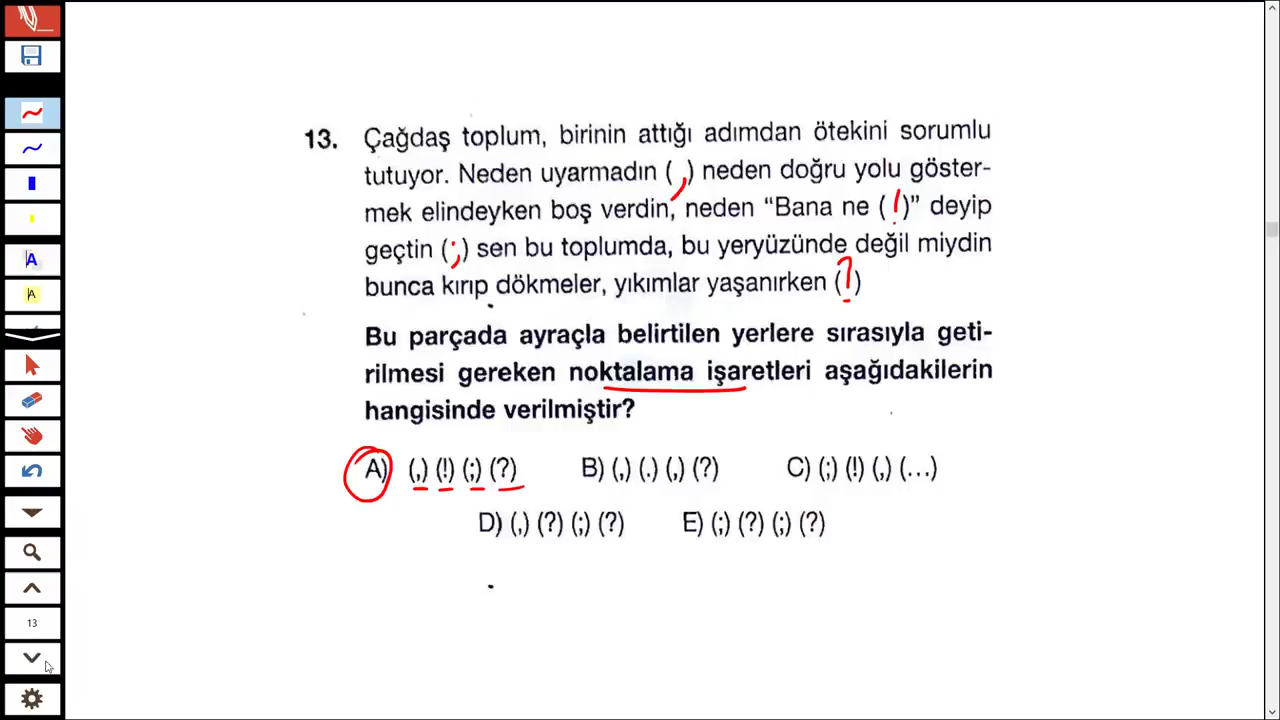 13. Çağdaş toplum, birinin attığı adımdan ötekini sorumlu
tutuyor. Neden uyarmadın (,) neden doğru yolu göster-
mek elindeyken boş verdin, neden “Bana ne (!)” deyip
geçtin (;) sen bu toplumda, bu yeryüzünde değil miydin
bunca kırıp dökmeler, yıkımlar yaşanırken (?)
Bu parçada ayraçla belirtilen yerlere sırasıyla geti-
rilmesi gereken noktalama işaretleri aşağıdakilerin
hangisinde verilmiştir?
A) (,) (!) (;) (?) B) (,) (.) (,) (?) C) (;) (!) (,) (...)
D) (,) (?) (;) (?) E) (;) (?) (;) (?)
A
A
13